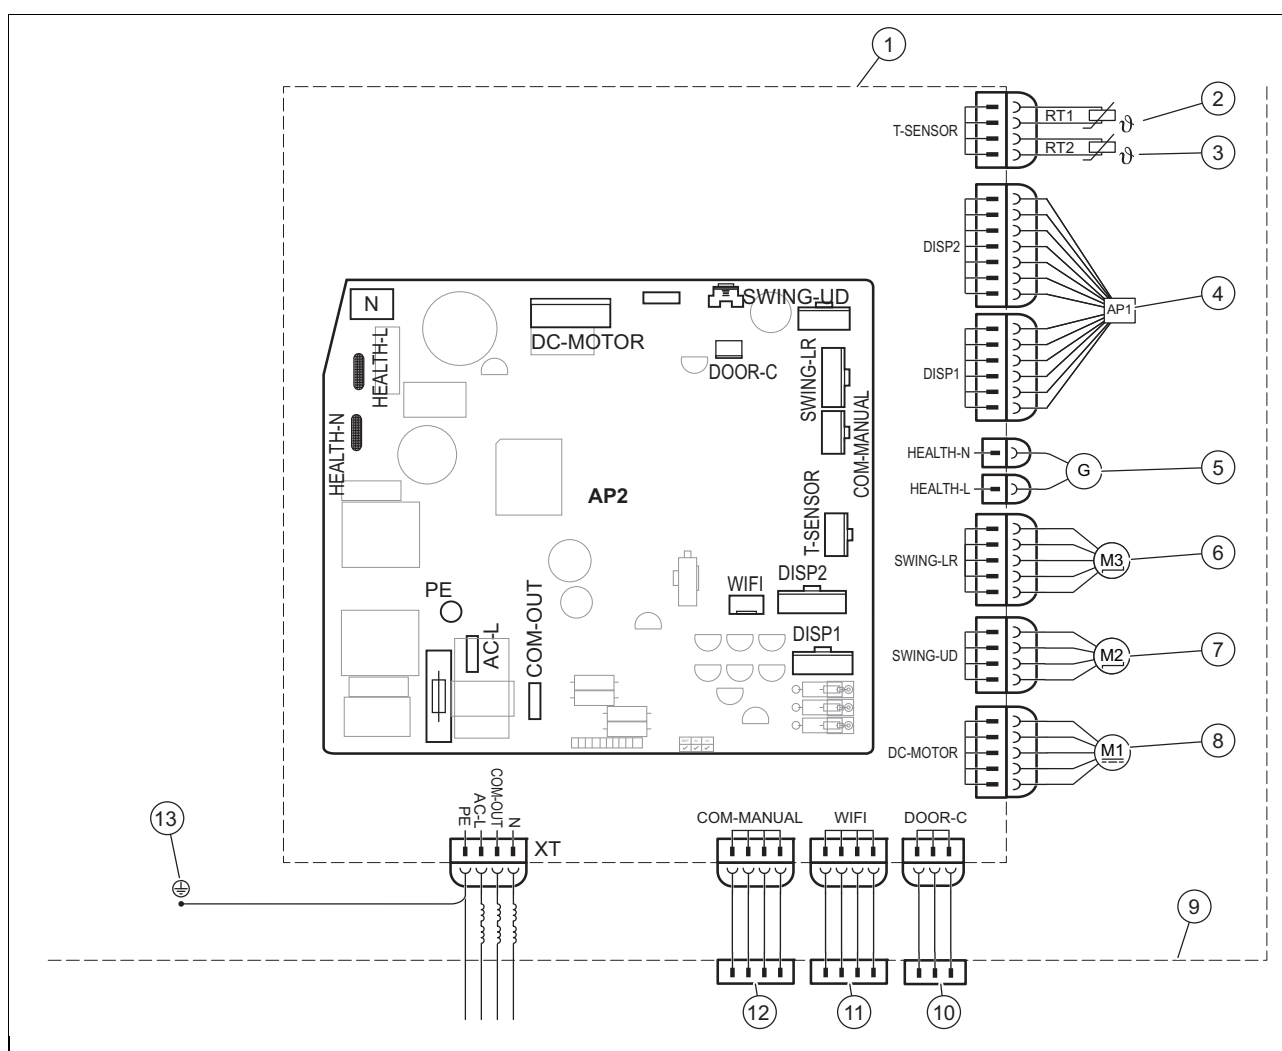 1
2
T-SENSOR
RT1
ϑ
RT2
ϑ
3
DISP2
4
AP1
DISP1
N
SWING-UD
DC-MOTOR
DOOR-C
SWING-LR
COM-MANUAL
HEALTH-L
HEALTH-N
AP2
T-SENSOR
WIFI
DISP2
DISP1
PE
AC-L
COM-OUT
HEALTH-N
G
5
HEALTH-L
SWING-LR
M3
6
SWING-UD
M2
7
DC-MOTOR
M1
8
13
PE
AC-L
COM-OUT
N
XT
COM-MANUAL
WIFI
DOOR-C
9
12
11
10